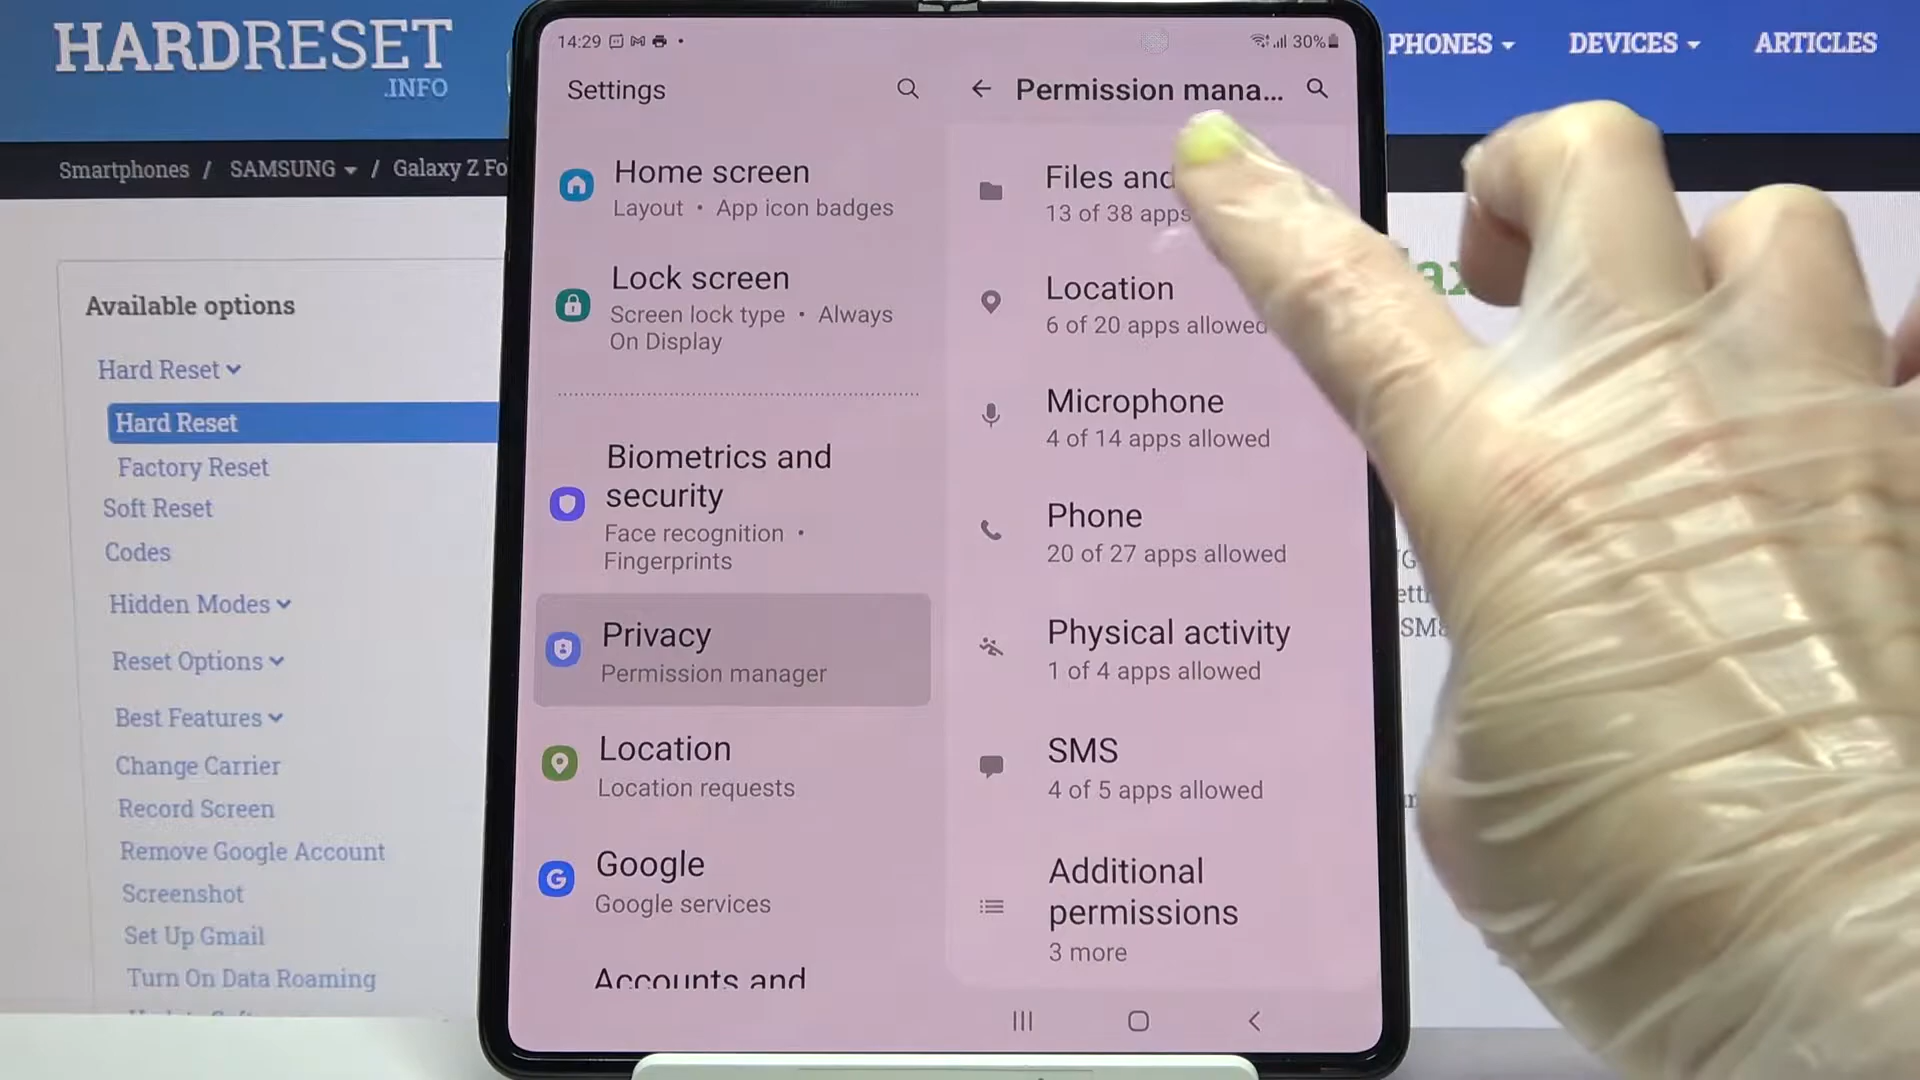 HARDRESET
.INFO
PHONES
DEVICES
ARTICLES
Smartphones / SAMSUNG / Galaxy Z Fo
Available options
Hard Reset
Hard Reset
Factory Reset
Soft Reset
Codes
Hidden Modes
Reset Options
Best Features
Change Carrier
Record Screen
Remove Google Account
Screenshot
Set Up Gmail
Turn On Data Roaming
14:29
30%
Settings
Home screen
Layout • App icon badges
Lock screen
Screen lock type • Always
On Display
Biometrics and
security
Face recognition •
Fingerprints
Privacy
Permission manager
Location
Location requests
Google
Google services
Accounts and
Permission mana...
Files and
13 of 38 apps
Location
6 of 20 apps allowed
Microphone
4 of 14 apps allowed
Phone
20 of 27 apps allowed
Physical activity
1 of 4 apps allowed
SMS
4 of 5 apps allowed
Additional
permissions
3 more